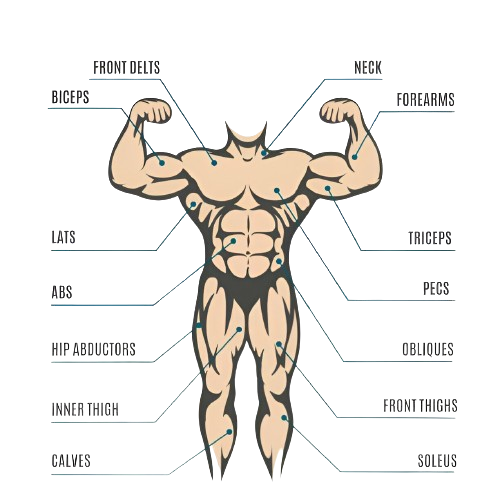 FRONT DELTS
NECK
BICEPS
FOREARMS
LATS
TRICEPS
ABS
PECS
HIP ABDUCTORS
OBLIQUES
INNER THIGH
FRONT THIGHS
CALVES
SOLEUS